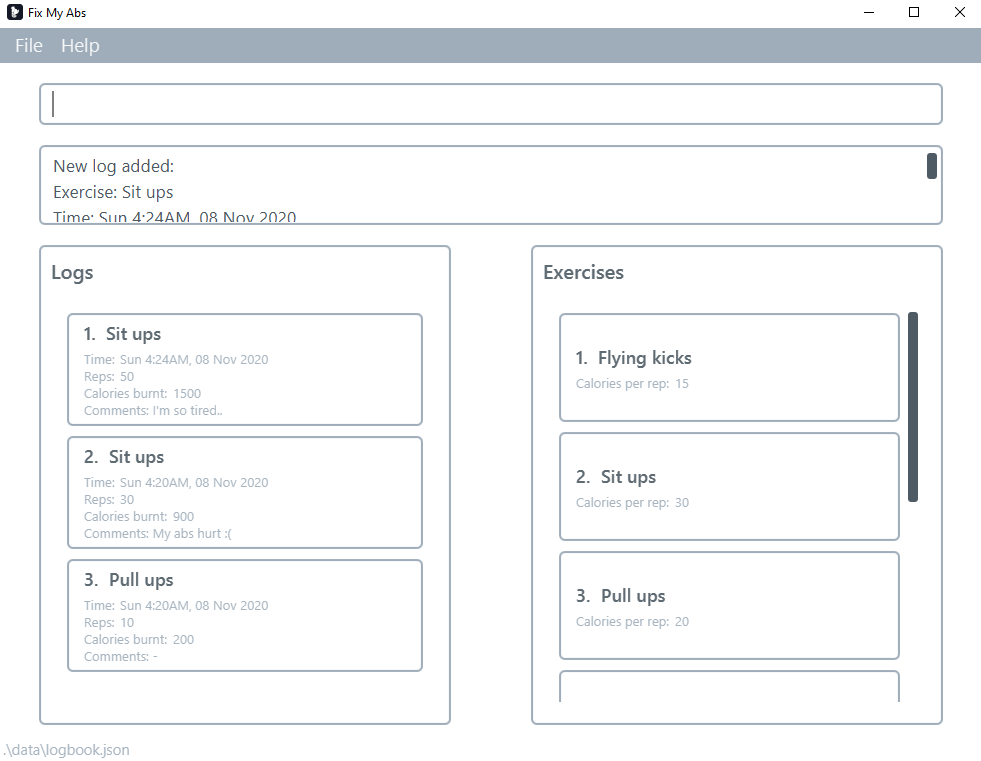 Fix My Abs
File Help
New log added:
Exercise: Sit ups
Time: Sun 4:24AM, 08 Nov 2020
Logs
1. Sit ups
Time: Sun 4:24AM, 08 Nov 2020
Reps: 50
Calories burnt: 1500
Comments: I'm so tired..
2. Sit ups
Time: Sun 4:20AM, 08 Nov 2020
Reps: 30
Calories burnt: 900
Comments: My abs hurt :(
3. Pull ups
Time: Sun 4:20AM, 08 Nov 2020
Reps: 10
Calories burnt: 200
Comments: -
Exercises
1. Flying kicks
Calories per rep: 15
2. Sit ups
Calories per rep: 30
3. Pull ups
Calories per rep: 20
.\data\logbook.json